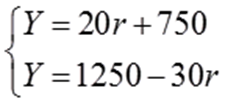 Y = 20r + 750
Y = 1250 − 30r